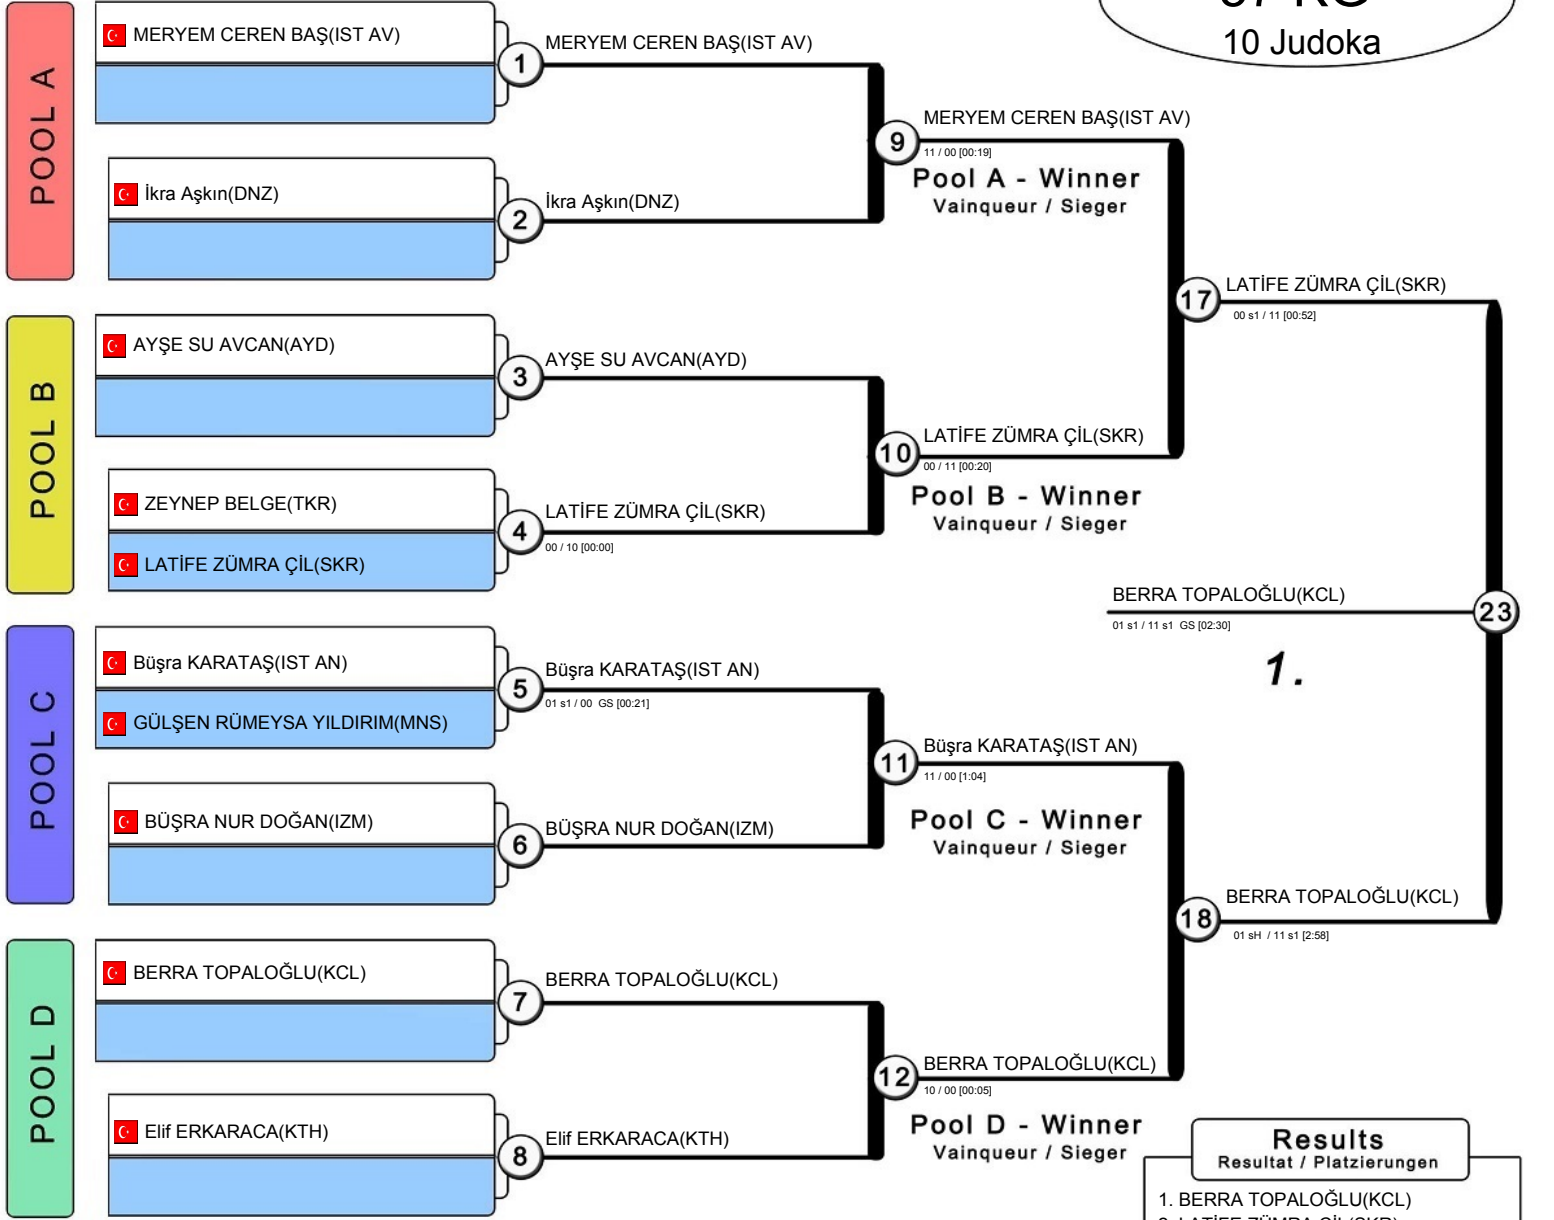 10 Judoka
POOL A
MERYEM CEREN BAŞ(IST AV)
1
MERYEM CEREN BAŞ(IST AV)
İkra Aşkın(DNZ)
2
İkra Aşkın(DNZ)
9
MERYEM CEREN BAŞ(IST AV)
11 / 00 [00:19]
Pool A - Winner
Vainqueur / Sieger
POOL B
AYŞE SU AVCAN(AYD)
3
AYŞE SU AVCAN(AYD)
ZEYNEP BELGE(TKR)
LATİFE ZÜMRA ÇİL(SKR)
4
LATİFE ZÜMRA ÇİL(SKR)
00 / 10 [00:00]
10
LATİFE ZÜMRA ÇİL(SKR)
00 / 11 [00:20]
Pool B - Winner
Vainqueur / Sieger
17
LATİFE ZÜMRA ÇİL(SKR)
00 s1 / 11 [00:52]
POOL C
Büşra KARATAŞ(IST AN)
GÜLŞEN RÜMEYSA YILDIRIM(MNS)
5
Büşra KARATAŞ(IST AN)
01 s1 / 00 GS [00:21]
BÜŞRA NUR DOĞAN(IZM)
6
BÜŞRA NUR DOĞAN(IZM)
11
Büşra KARATAŞ(IST AN)
11 / 00 [1:04]
Pool C - Winner
Vainqueur / Sieger
POOL D
BERRA TOPALOĞLU(KCL)
7
BERRA TOPALOĞLU(KCL)
Elif ERKARACA(KTH)
8
Elif ERKARACA(KTH)
12
BERRA TOPALOĞLU(KCL)
10 / 00 [00:05]
Pool D - Winner
Vainqueur / Sieger
18
BERRA TOPALOĞLU(KCL)
01 sH / 11 s1 [2:58]
BERRA TOPALOĞLU(KCL)
23
01 s1 / 11 s1 GS [02:30]
1.
Results
Resultat / Platzierungen
1. BERRA TOPALOĞLU(KCL)